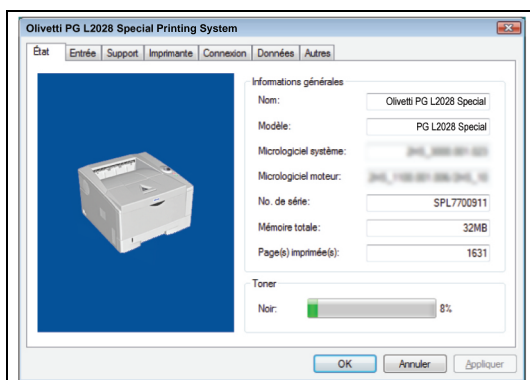 Olivetti PG L2028 Special Printing System
État Entrée Support Imprimante Connexion Données Autres
Informations générales
Nom: Olivetti PG L2028 Special
Modèle: PG L2028 Special
Micrologiciel système:
Micrologiciel moteur:
No. de série: SPL7700911
Mémoire totale: 32MB
Page(s) imprimée(s): 1631
Toner
Noir: 8%
OK Annuler Appliquer